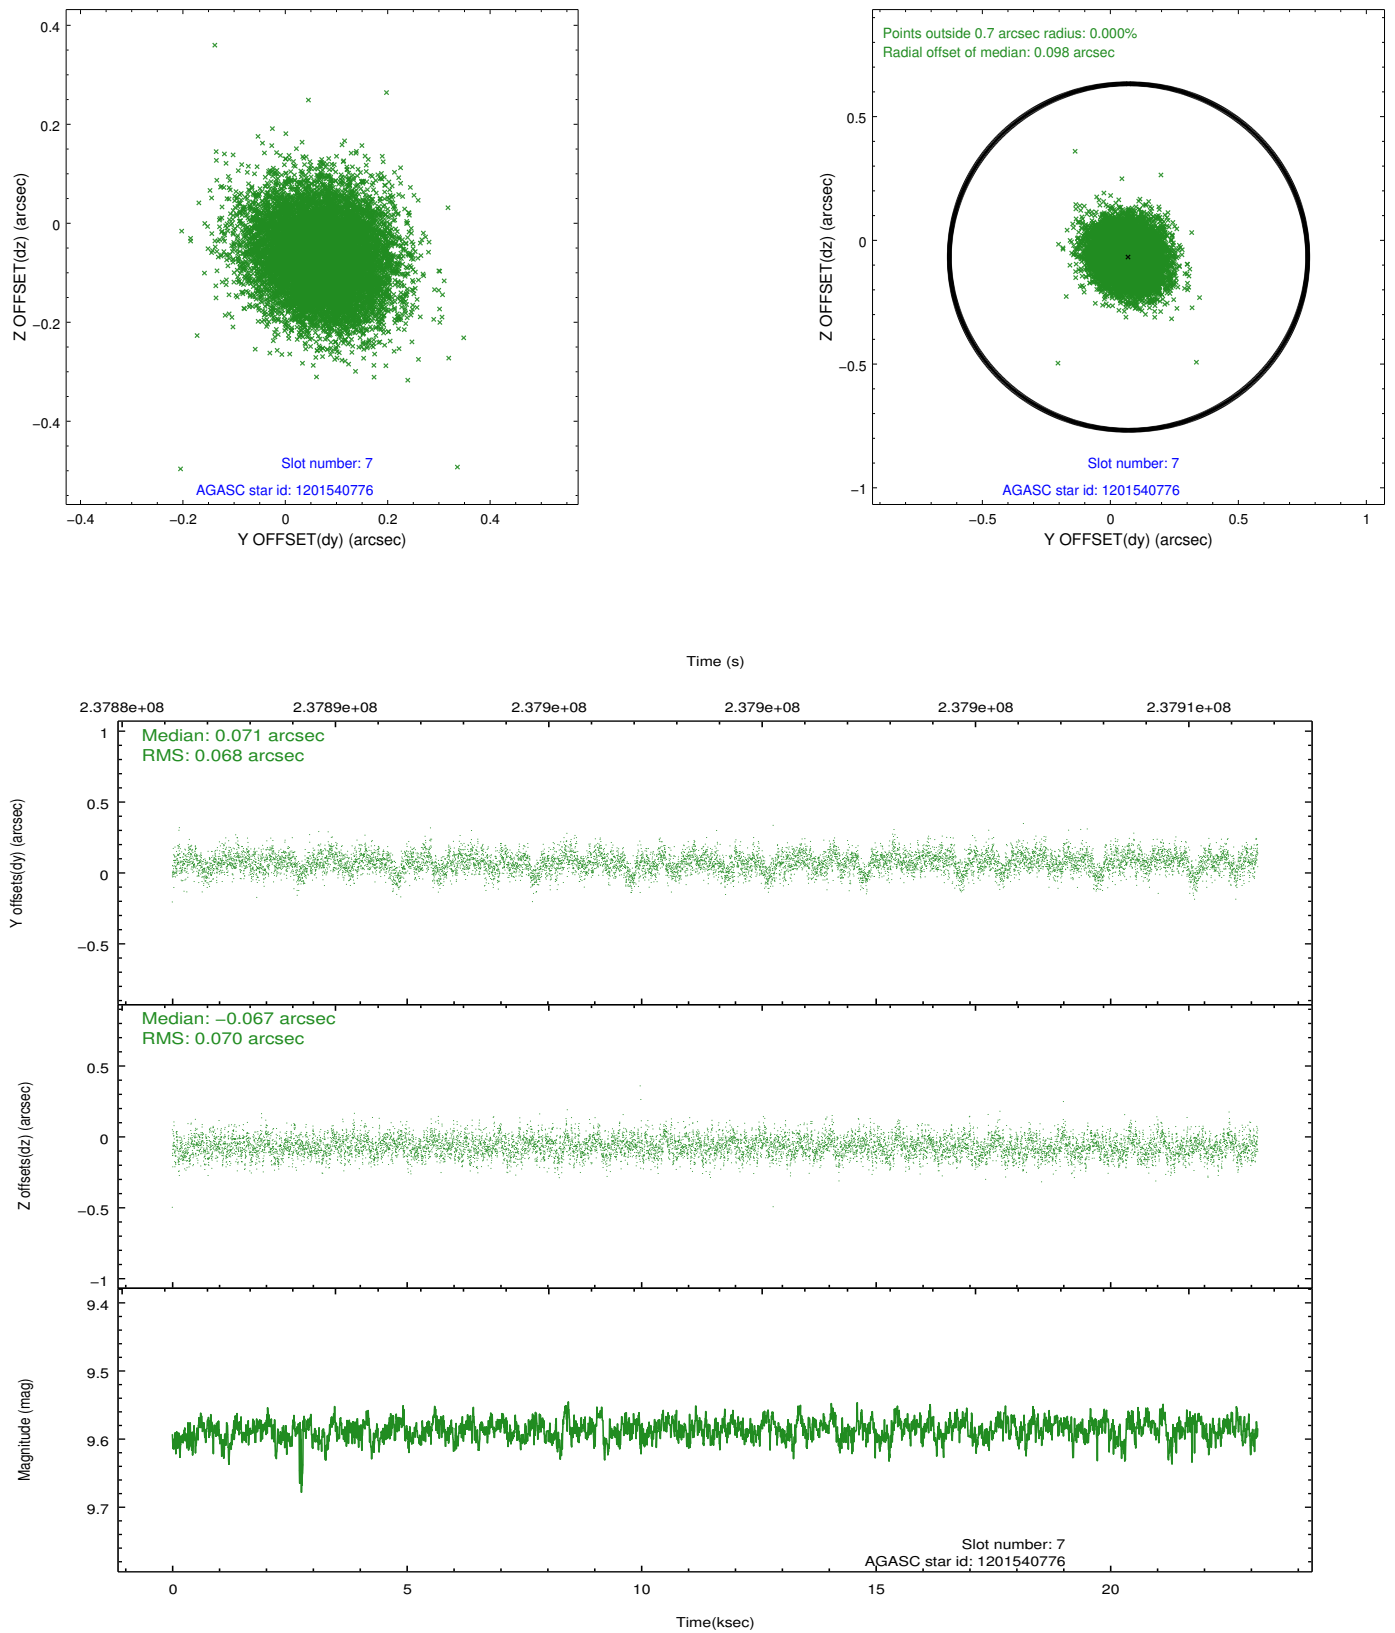 0.4
0.2
0
−0.2
−0.4
−0.4
−0.2
0
0.2
0.4
Z OFFSET(dz) (arcsec)
Y OFFSET(dy) (arcsec)
Slot number: 7
AGASC star id: 1201540776
Points outside 0.7 arcsec radius: 0.000%
Radial offset of median: 0.098 arcsec
0.5
0
−0.5
−1
−0.5
0
0.5
1
Z OFFSET(dz) (arcsec)
Y OFFSET(dy) (arcsec)
Slot number: 7
AGASC star id: 1201540776
Time (s)
2.3788e+08 2.3789e+08 2.379e+08 2.379e+08 2.379e+08 2.3791e+08
Median: 0.071 arcsec
RMS: 0.068 arcsec
1
0.5
0
−0.5
Y offsets(dy) (arcsec)
Median: −0.067 arcsec
RMS: 0.070 arcsec
0.5
0
−0.5
−1
Z offsets(dz) (arcsec)
9.4
9.5
9.6
9.7
Magnitude (mag)
Slot number: 7
AGASC star id: 1201540776
0 5 10 15 20
Time(ksec)